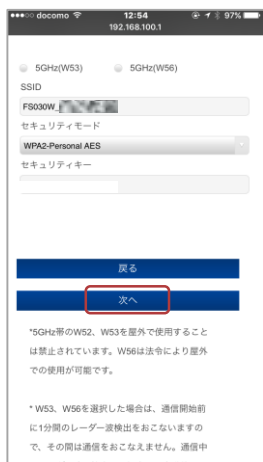 docomo 12:54 97%
192.168.100.1
5GHz(W53) 5GHz(W56)
SSID
FS030W_
セキュリティモード
WPA2-Personal AES
セキュリティキー
戻る
次へ
*5GHz帯のW52、W53を屋外で使用すること
は禁止されています。W56は法令により屋外
での使用が可能です。
* W53、W56を選択した場合は、通信開始前
に1分間のレーダー波検出をおこないますの
で、その間は通信をおこなえません。通信中